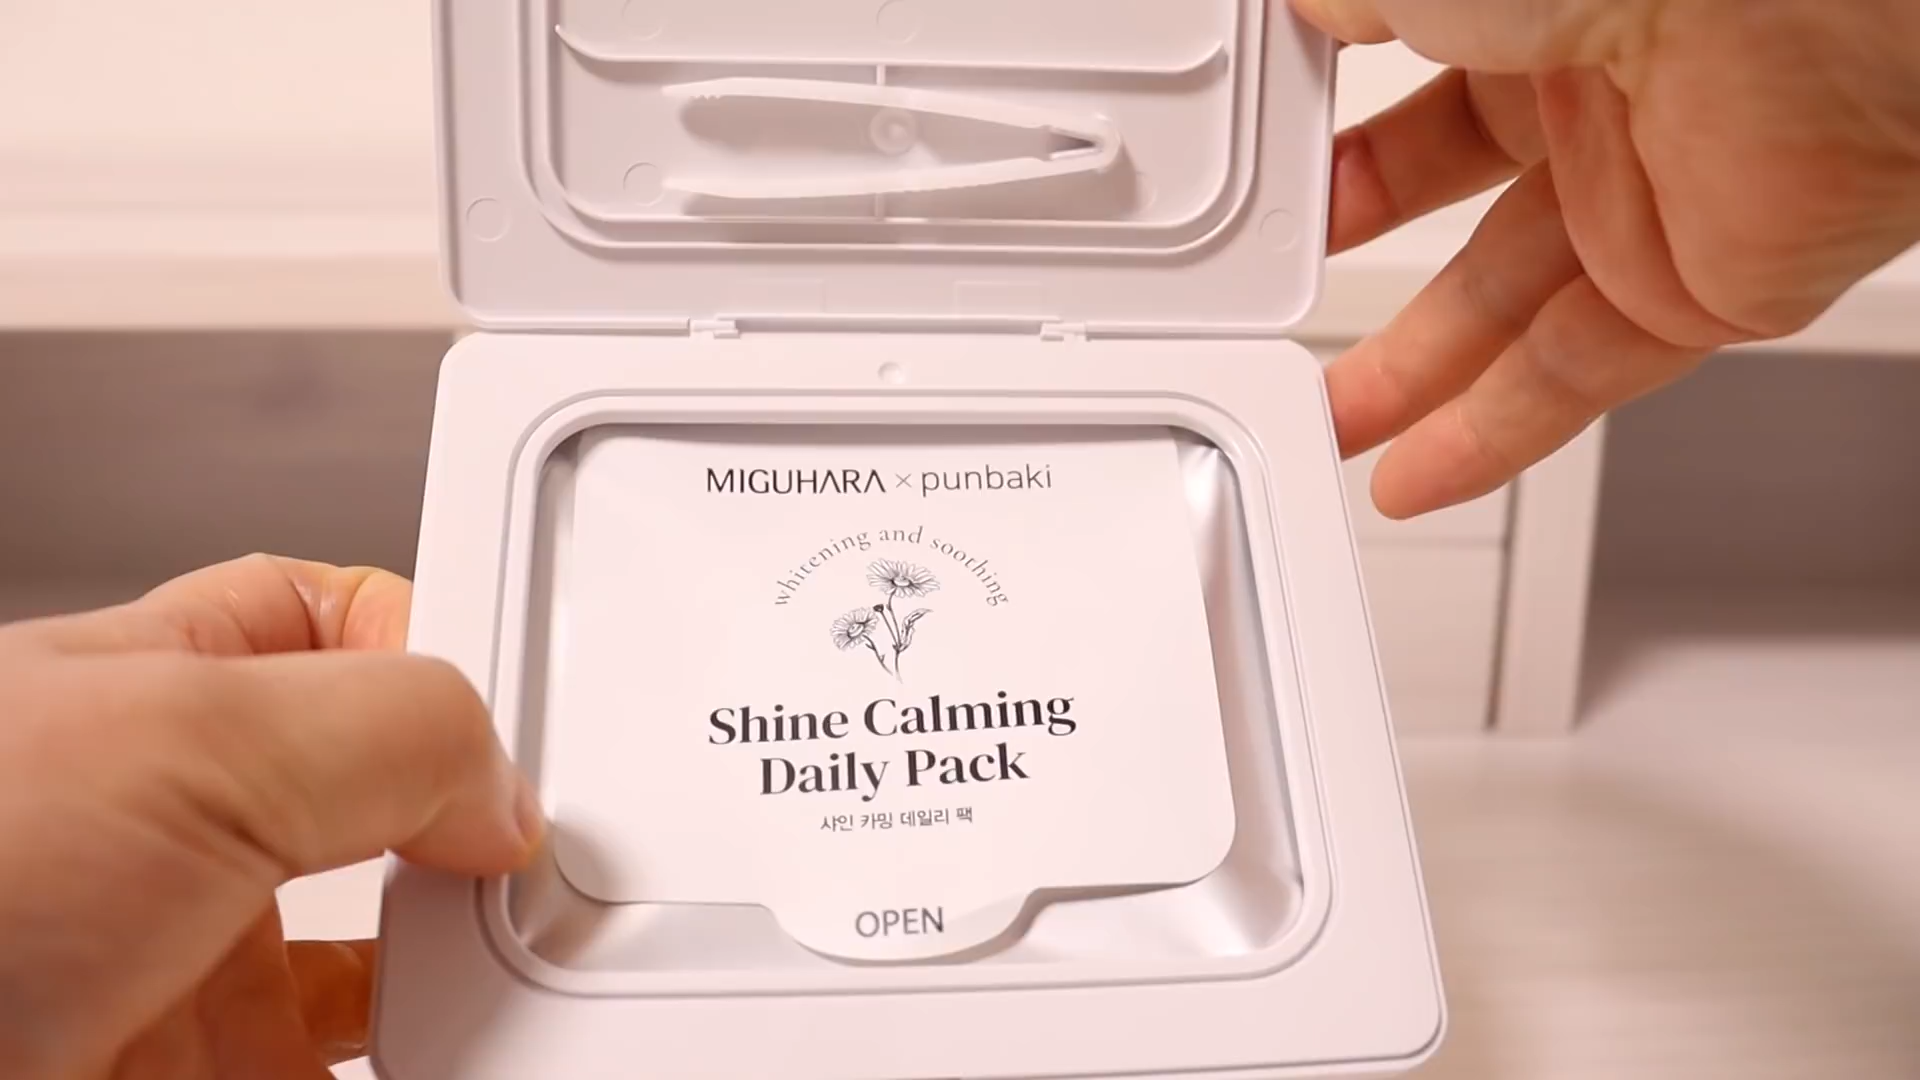 MIGUHARA × punbaki
whitening and soothing
Shine Calming
Daily Pack
샤인 카밍 데일리 팩
OPEN